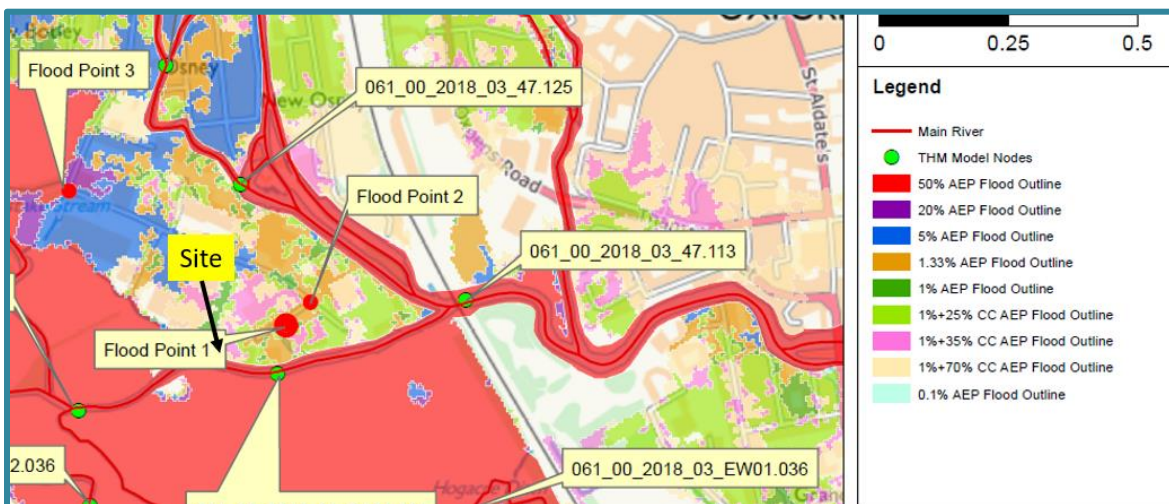 Botley
Flood Point 3
Osney
061_00_2018_03_47.125
New Osney
Oxpens Road
St Aldate's
Flood Point 2
Stream
Site
061_00_2018_03_47.113
Flood Point 1
2.036
061_00_2018_03_EW01.036
Hogacre
0
0.25
0.5
Legend
Main River
THM Model Nodes
50% AEP Flood Outline
20% AEP Flood Outline
5% AEP Flood Outline
1.33% AEP Flood Outline
1% AEP Flood Outline
1%+25% CC AEP Flood Outline
1%+35% CC AEP Flood Outline
1%+70% CC AEP Flood Outline
0.1% AEP Flood Outline